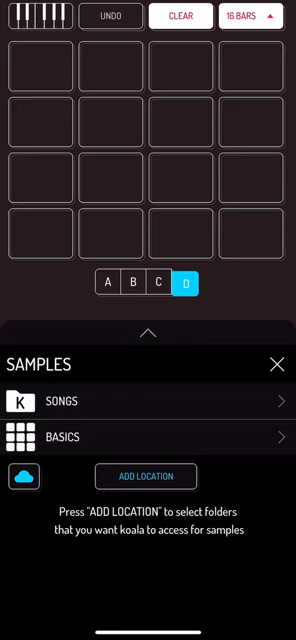 UNDO
CLEAR
16 BARS
A B C D
SAMPLES
K SONGS
BASICS
ADD LOCATION
Press "ADD LOCATION" to select folders
that you want koala to access for samples